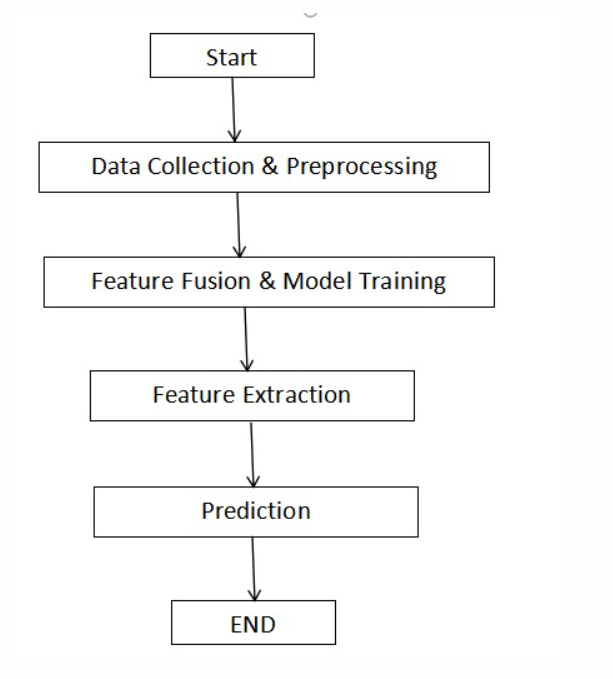 Start
Data Collection & Preprocessing
Feature Fusion & Model Training
Feature Extraction
Prediction
END